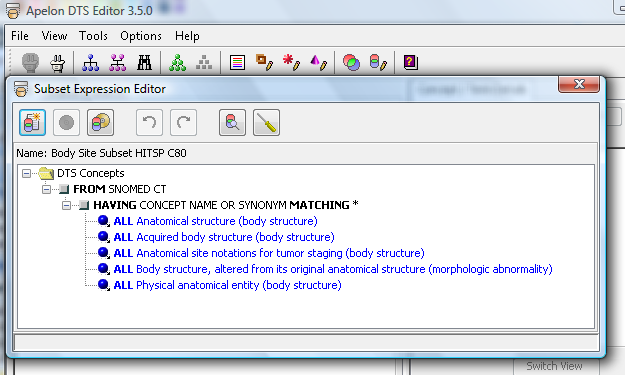 Apelon DTS Editor 3.5.0
File View Tools Options Help
Subset Expression Editor
Name: Body Site Subset HITSP C80
DTS Concepts
FROM SNOMED CT
HAVING CONCEPT NAME OR SYNONYM MATCHING *
ALL Anatomical structure (body structure)
ALL Acquired body structure (body structure)
ALL Anatomical site notations for tumor staging (body structure)
ALL Body structure, altered from its original anatomical structure (morphologic abnormality)
ALL Physical anatomical entity (body structure)
Switch View